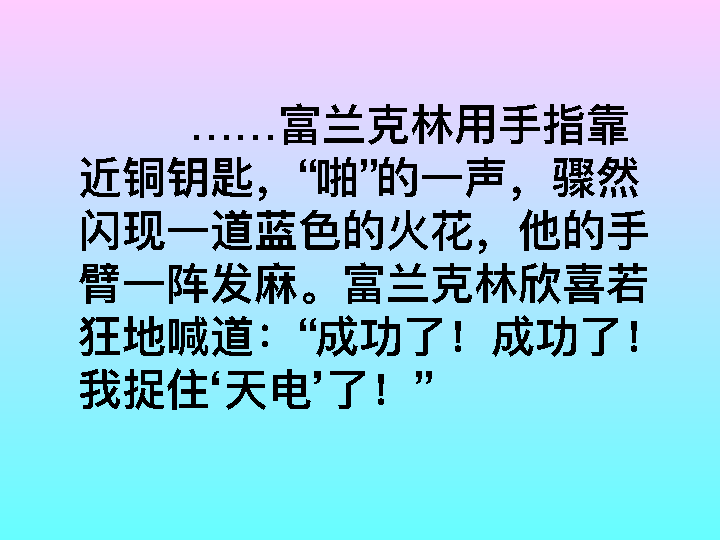 ……富兰克林用手指靠
近铜钥匙，“啪”的一声，骤然
闪现一道蓝色的火花，他的手
臂一阵发麻。富兰克林欣喜若
狂地喊道：“成功了！成功了！
我捉住‘天电’了！”